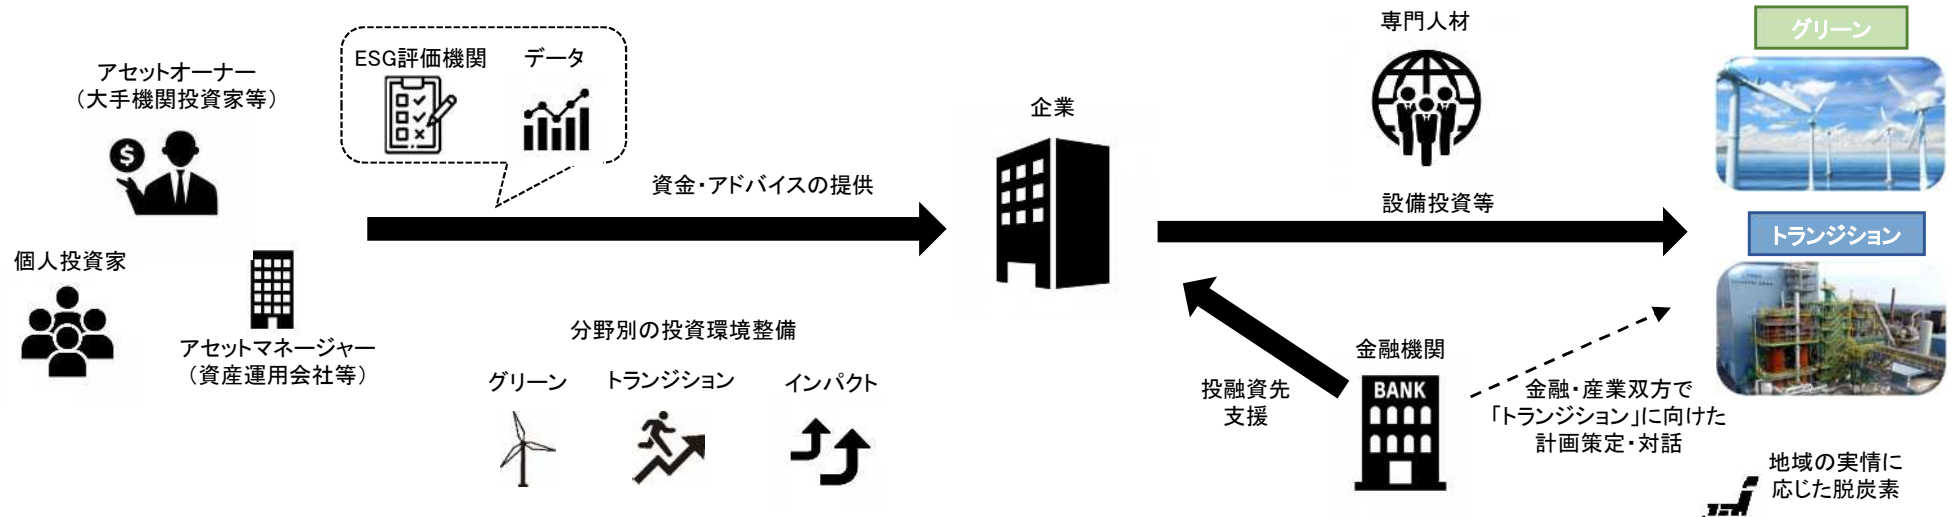 アセットオーナー
（大手機関投資家等）
個人投資家
アセットマネージャー
（資産運用会社等）
ESG評価機関
データ
資金・アドバイスの提供
分野別の投資環境整備
グリーン
トランジション
インパクト
企業
専門人材
設備投資等
投融資先
支援
金融機関
BANK
金融・産業双方で
「トランジション」に向けた
計画策定・対話
グリーン
トランジション
地域の実情に
応じた脱炭素